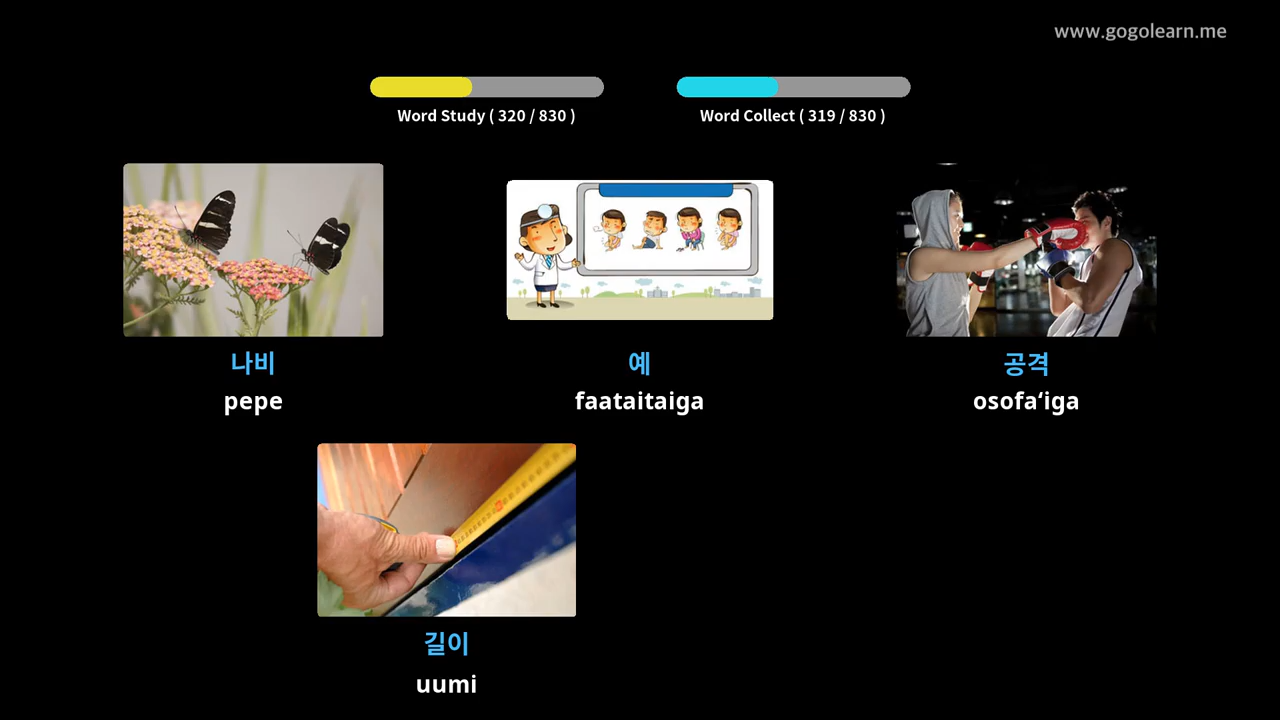 www.gogolearn.me
Word Study ( 320 / 830 )
Word Collect ( 319 / 830 )
나비
pepe
예
faataitaiga
공격
osofa‘iga
길이
uumi